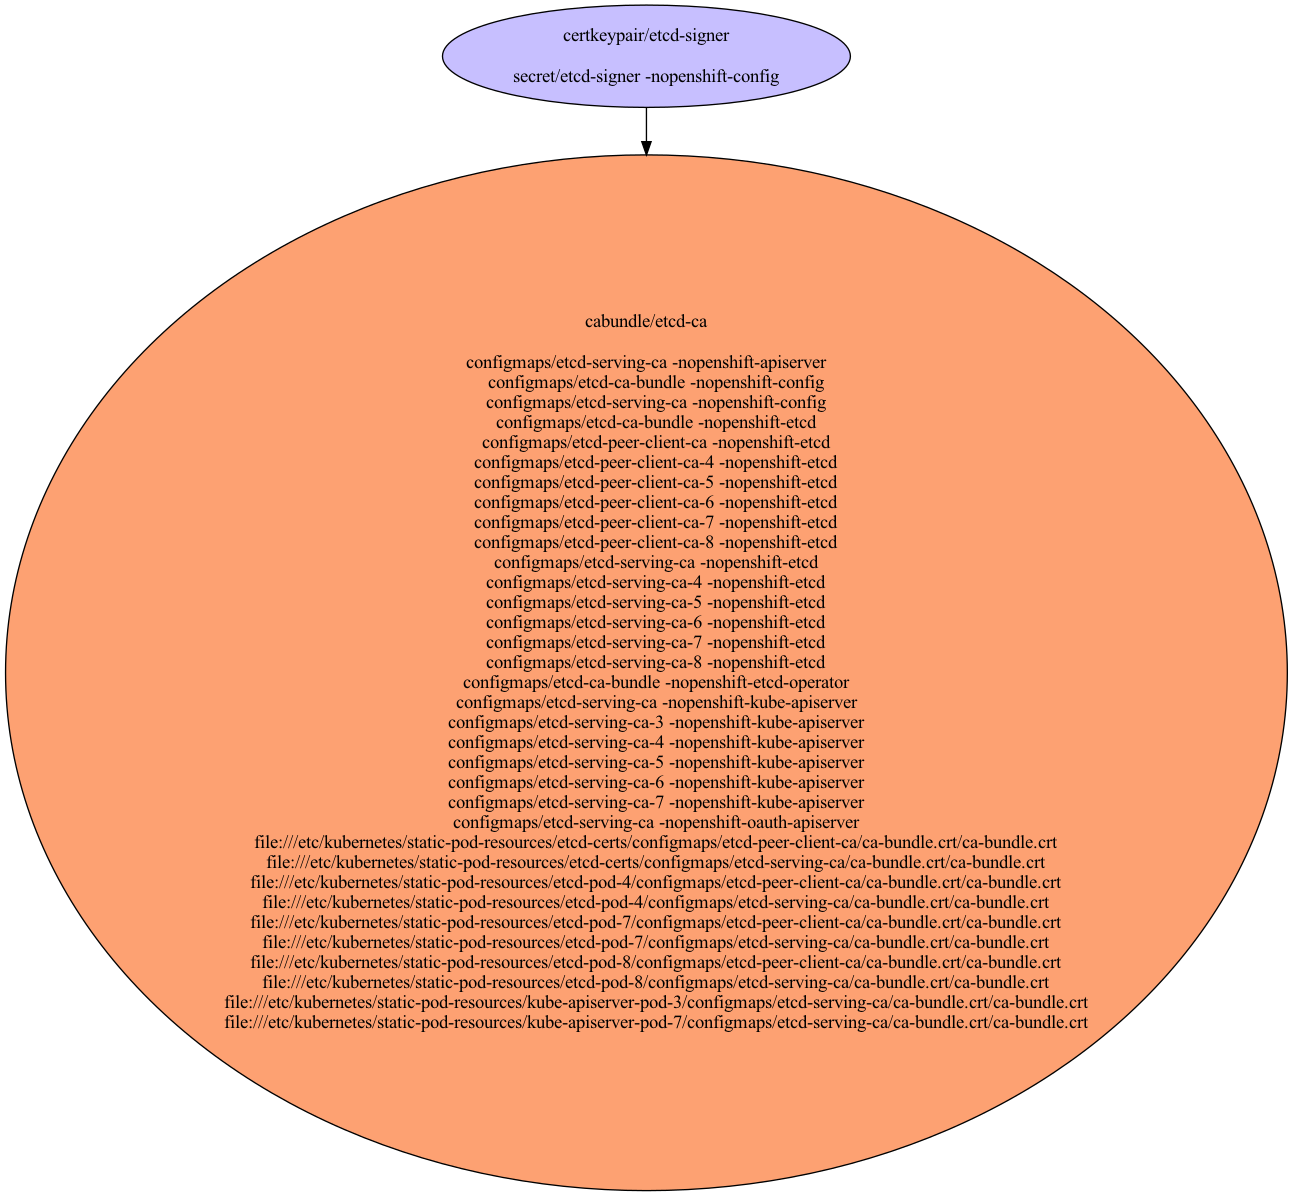 certkeypair/etcd-signer
secret/etcd-signer -nopenshift-config
cabundle/etcd-ca
configmaps/etcd-serving-ca -nopenshift-apiserver
configmaps/etcd-ca-bundle -nopenshift-config
configmaps/etcd-serving-ca -nopenshift-config
configmaps/etcd-ca-bundle -nopenshift-etcd
configmaps/etcd-peer-client-ca -nopenshift-etcd
configmaps/etcd-peer-client-ca-4 -nopenshift-etcd
configmaps/etcd-peer-client-ca-5 -nopenshift-etcd
configmaps/etcd-peer-client-ca-6 -nopenshift-etcd
configmaps/etcd-peer-client-ca-7 -nopenshift-etcd
configmaps/etcd-peer-client-ca-8 -nopenshift-etcd
configmaps/etcd-serving-ca -nopenshift-etcd
configmaps/etcd-serving-ca-4 -nopenshift-etcd
configmaps/etcd-serving-ca-5 -nopenshift-etcd
configmaps/etcd-serving-ca-6 -nopenshift-etcd
configmaps/etcd-serving-ca-7 -nopenshift-etcd
configmaps/etcd-serving-ca-8 -nopenshift-etcd
configmaps/etcd-ca-bundle -nopenshift-etcd-operator
configmaps/etcd-serving-ca -nopenshift-kube-apiserver
configmaps/etcd-serving-ca-3 -nopenshift-kube-apiserver
configmaps/etcd-serving-ca-4 -nopenshift-kube-apiserver
configmaps/etcd-serving-ca-5 -nopenshift-kube-apiserver
configmaps/etcd-serving-ca-6 -nopenshift-kube-apiserver
configmaps/etcd-serving-ca-7 -nopenshift-kube-apiserver
configmaps/etcd-serving-ca -nopenshift-oauth-apiserver
file:///etc/kubernetes/static-pod-resources/etcd-certs/configmaps/etcd-peer-client-ca/ca-bundle.crt/ca-bundle.crt
file:///etc/kubernetes/static-pod-resources/etcd-certs/configmaps/etcd-serving-ca/ca-bundle.crt/ca-bundle.crt
file:///etc/kubernetes/static-pod-resources/etcd-pod-4/configmaps/etcd-peer-client-ca/ca-bundle.crt/ca-bundle.crt
file:///etc/kubernetes/static-pod-resources/etcd-pod-4/configmaps/etcd-serving-ca/ca-bundle.crt/ca-bundle.crt
file:///etc/kubernetes/static-pod-resources/etcd-pod-7/configmaps/etcd-peer-client-ca/ca-bundle.crt/ca-bundle.crt
file:///etc/kubernetes/static-pod-resources/etcd-pod-7/configmaps/etcd-serving-ca/ca-bundle.crt/ca-bundle.crt
file:///etc/kubernetes/static-pod-resources/etcd-pod-8/configmaps/etcd-peer-client-ca/ca-bundle.crt/ca-bundle.crt
file:///etc/kubernetes/static-pod-resources/etcd-pod-8/configmaps/etcd-serving-ca/ca-bundle.crt/ca-bundle.crt
file:///etc/kubernetes/static-pod-resources/kube-apiserver-pod-3/configmaps/etcd-serving-ca/ca-bundle.crt/ca-bundle.crt
file:///etc/kubernetes/static-pod-resources/kube-apiserver-pod-7/configmaps/etcd-serving-ca/ca-bundle.crt/ca-bundle.crt